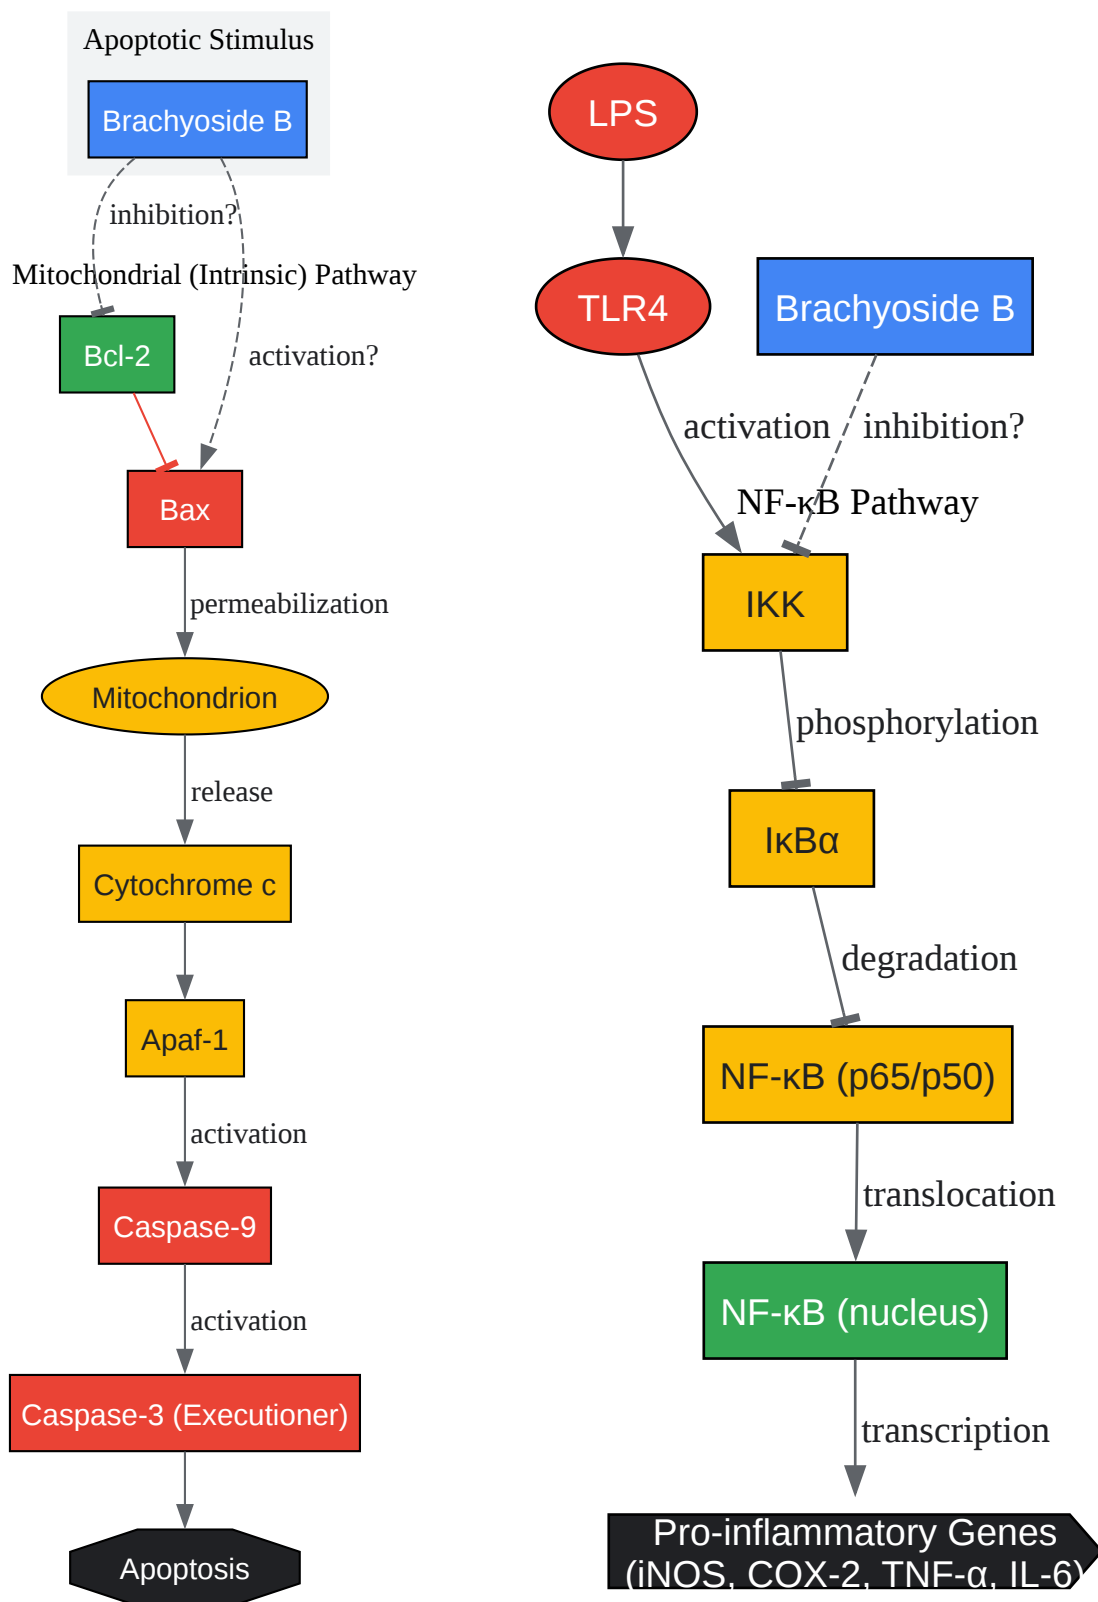 Apoptotic Stimulus
Brachyoside B
inhibition?
Mitochondrial (Intrinsic) Pathway
Bcl-2
activation?
Bax
permeabilization
Mitochondrion
release
Cytochrome c
Apaf-1
activation
Caspase-9
activation
Caspase-3 (Executioner)
Apoptosis
LPS
TLR4
Brachyoside B
activation
inhibition?
NF-κB Pathway
IKK
phosphorylation
IκBα
degradation
NF-κB (p65/p50)
translocation
NF-κB (nucleus)
transcription
Pro-inflammatory Genes
(iNOS, COX-2, TNF-α, IL-6)